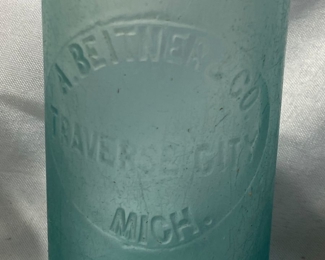 A. BEITNER & CO
TRAVERSE CITY
MICH.